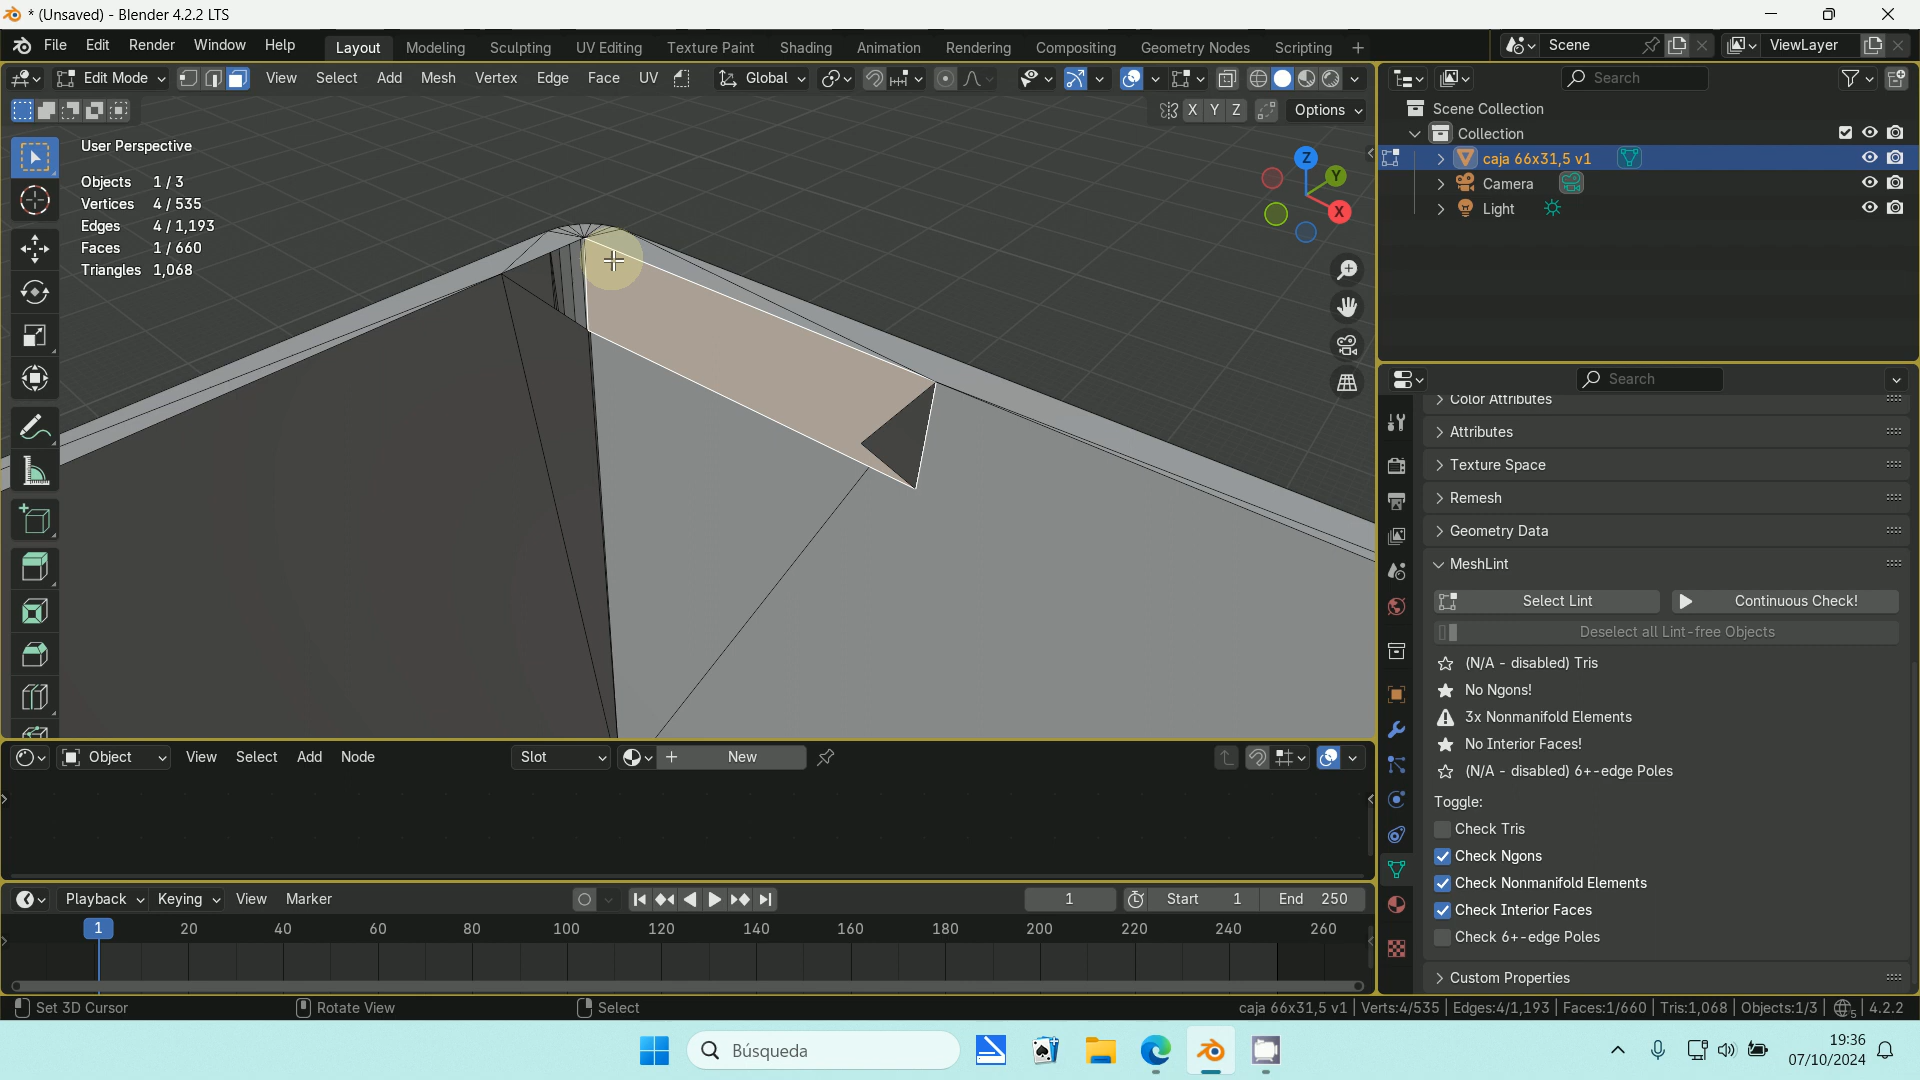 * (Unsaved) - Blender 4.2.2 LTS
File Edit Render Window Help
Layout Modeling Sculpting UV Editing Texture Paint Shading Animation Rendering Compositing Geometry Nodes Scripting +
Scene
ViewLayer
Edit Mode View Select Add Mesh Vertex Edge Face UV Global
Search
X Y Z Options
User Perspective
Objects 1 / 3
Vertices 4 / 535
Edges 4 / 1,193
Faces 1 / 660
Triangles 1,068
Z
Y
X
Scene Collection
Collection
caja 66x31,5 v1
Camera
Light
Search
Color Attributes
Attributes
Texture Space
Remesh
Geometry Data
MeshLint
Select Lint Continuous Check!
Deselect all Lint-free Objects
(N/A - disabled) Tris
No Ngons!
3x Nonmanifold Elements
No Interior Faces!
(N/A - disabled) 6+-edge Poles
Toggle:
Check Tris
Check Ngons
Check Nonmanifold Elements
Check Interior Faces
Check 6+-edge Poles
Custom Properties
Object View Select Add Node Slot New
Playback Keying View Marker 1 Start 1 End 250
1 20 40 60 80 100 120 140 160 180 200 220 240 260
Set 3D Cursor Rotate View Select
caja 66x31,5 v1 | Verts:4/535 | Edges:4/1,193 | Faces:1/660 | Tris:1,068 | Objects:1/3 | 5 | 4.2.2
Búsqueda
19:36
07/10/2024